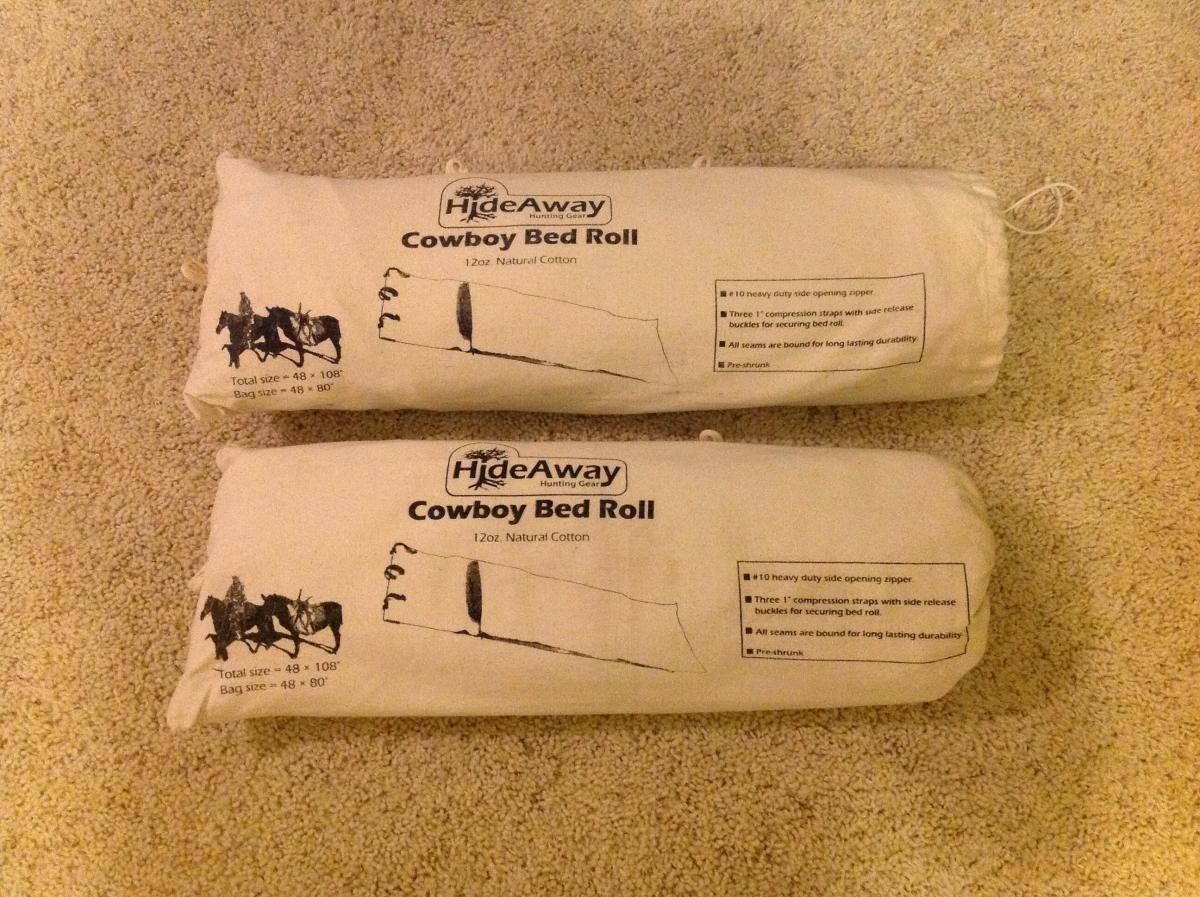 HideAway
Hunting Gear
Cowboy Bed Roll
12oz. Natural Cotton
#10 heavy duty side opening zipper
Three 1" compression straps with side release
buckles for securing bed roll.
All seams are bound for long lasting durability
Pre-shrunk
Total size = 48 × 108"
Bag size = 48 × 80"
HideAway
Hunting Gear
Cowboy Bed Roll
12oz. Natural Cotton
#10 heavy duty side opening zipper
Three 1" compression straps with side release
buckles for securing bed roll.
All seams are bound for long lasting durability
Pre-shrunk
Total size = 48 × 108"
Bag size = 48 × 80"